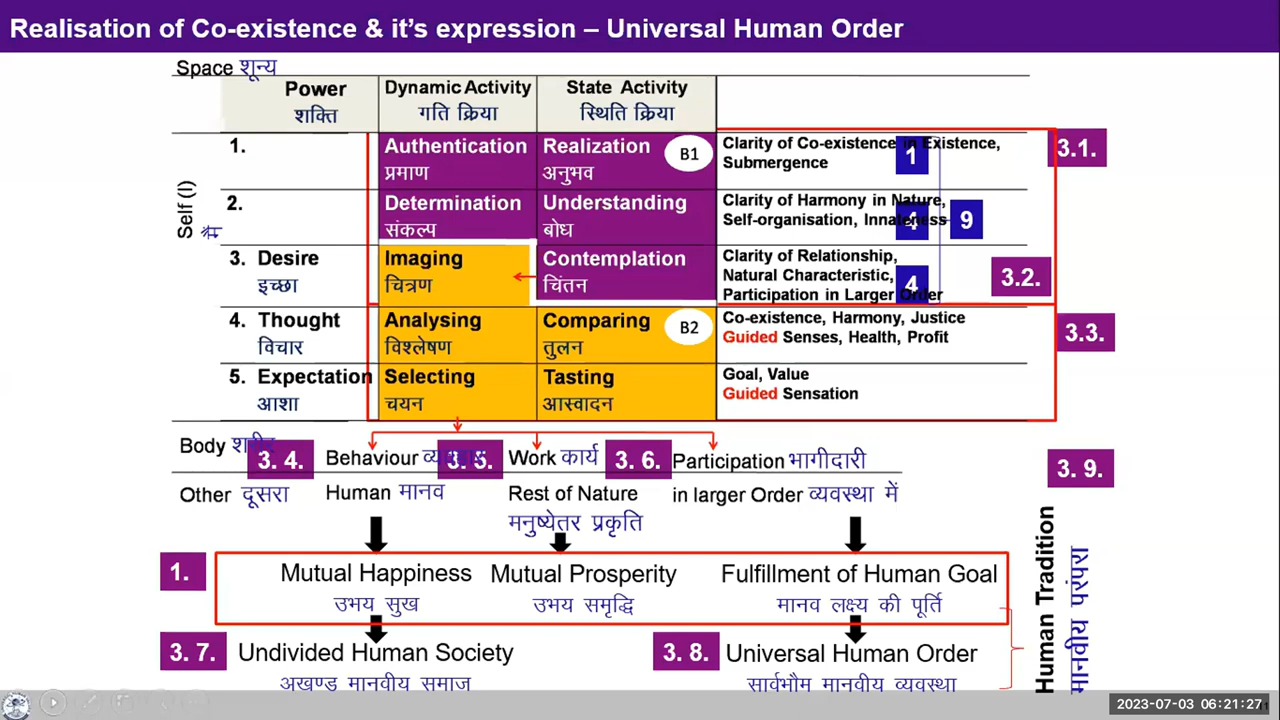 Realisation of Co-existence & it's expression – Universal Human Order
Space शून्य
Power
शक्ति
Dynamic Activity
गति क्रिया
State Activity
स्थिति क्रिया
Self (I)
मैं
1.
Authentication
प्रमाण
Realization
अनुभव
B1
Clarity of Co-existence in Existence,
Submergence
1
3.1.
2.
Determination
संकल्प
Understanding
बोध
Clarity of Harmony in Nature,
Self-organisation, Innateness
4
9
3. Desire
इच्छा
Imaging
चित्रण
Contemplation
चिंतन
Clarity of Relationship,
Natural Characteristic,
Participation in Larger Order
4
3.2.
4. Thought
विचार
Analysing
विश्लेषण
Comparing
तुलन
B2
Co-existence, Harmony, Justice
Guided Senses, Health, Profit
3.3.
5. Expectation
आशा
Selecting
चयन
Tasting
आस्वादन
Goal, Value
Guided Sensation
Body शरीर
3. 4.
Behaviour व्यवहार
3. 5.
Work कार्य
3. 6.
Participation भागीदारी
3. 9.
Other दूसरा
Human मानव
Rest of Nature
मनुष्येतर प्रकृति
in larger Order व्यवस्था में
1.
Mutual Happiness
उभय सुख
Mutual Prosperity
उभय समृद्धि
Fulfillment of Human Goal
मानव लक्ष्य की पूर्ति
3. 7.
Undivided Human Society
अखण्ड मानवीय समाज
3. 8.
Universal Human Order
सार्वभौम मानवीय व्यवस्था
Human Tradition
मानवीय परंपरा
2023-07-03 06:21:27